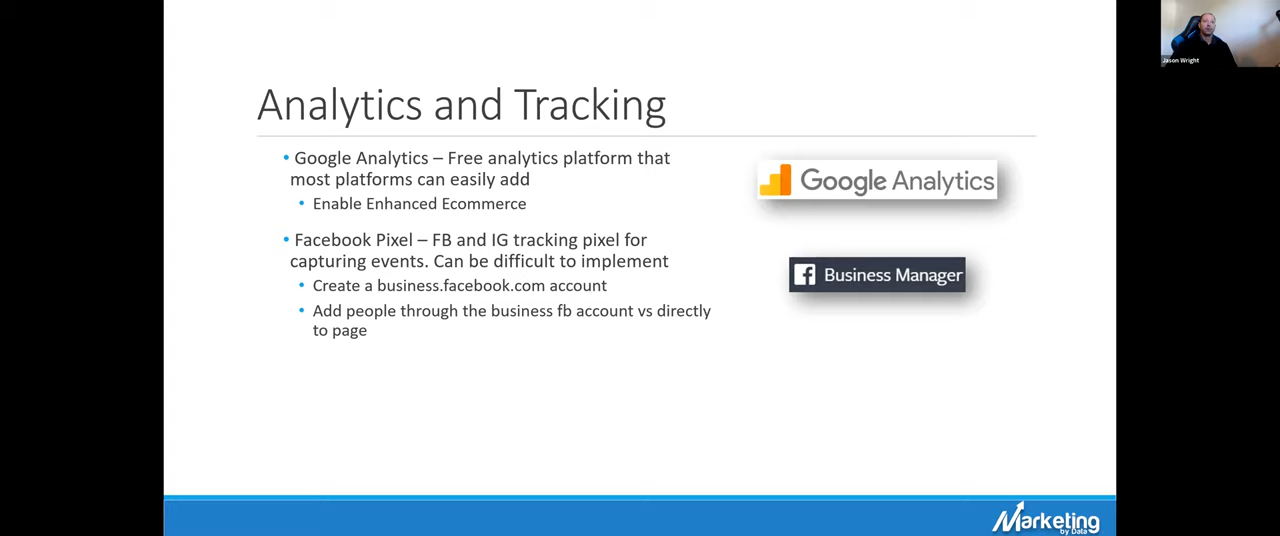 Jason Wright
Analytics and Tracking
• Google Analytics – Free analytics platform that
most platforms can easily add
• Enable Enhanced Ecommerce
• Facebook Pixel – FB and IG tracking pixel for
capturing events. Can be difficult to implement
• Create a business.facebook.com account
• Add people through the business fb account vs directly
to page
Google Analytics
f Business Manager
Marketing
by Data